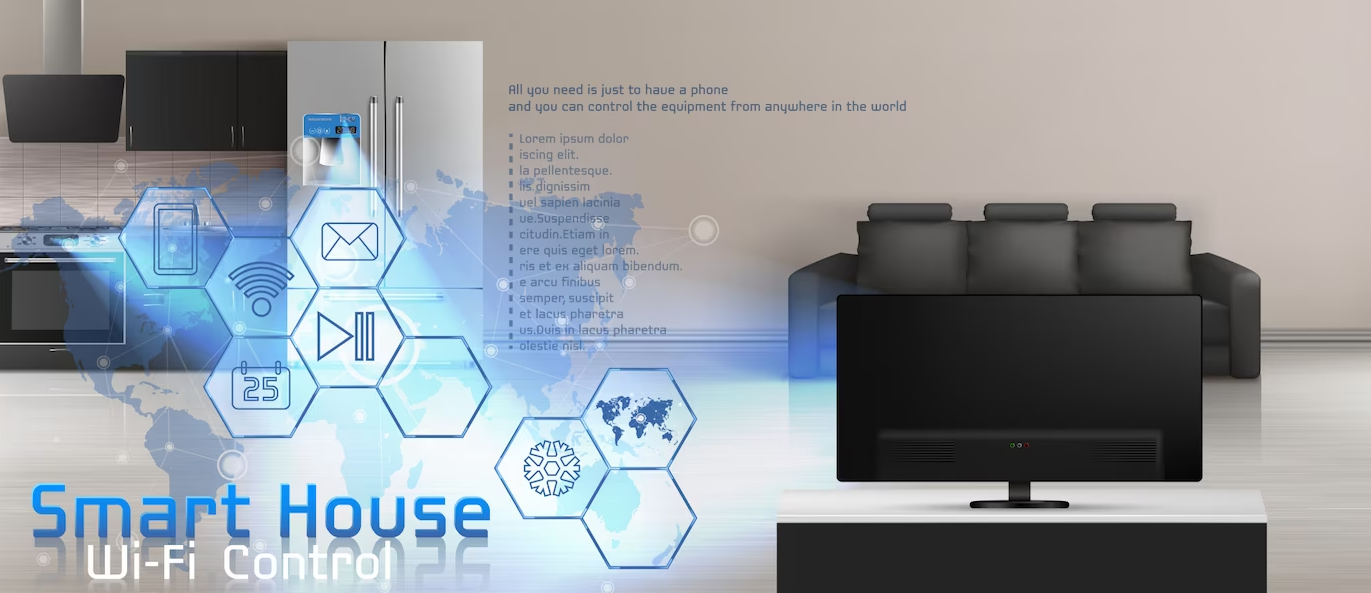 All you need is just to have a phone
and you can control the equipment from anywhere in the world
Lorem ipsum dolor
iscing elit.
la pellentesque.
lis dignissim
vel sapien lacinia
ue.Suspendisse
citudin.Etiam in
ere quis eget lorem.
ris et ex aliquam bibendum.
e arcu finibus
semper, suscipit
et lacus pharetra
us.Duis in lacus pharetra
olestie nisl.
25
Smart House
Wi-Fi Control